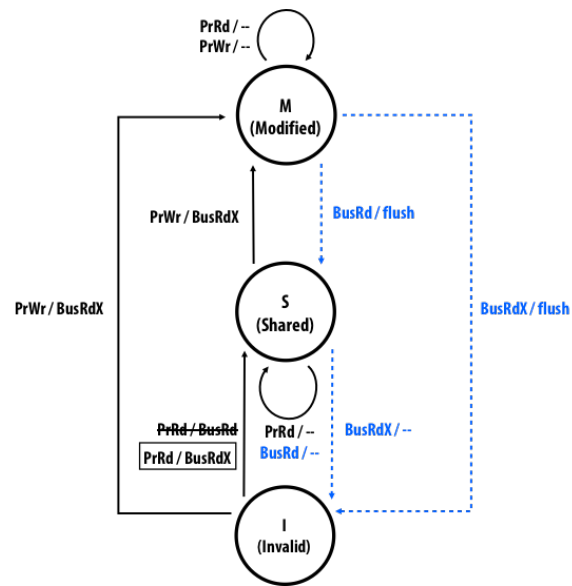 PrRd / --
PrWr / --
M
(Modified)
PrWr / BusRdX
BusRd / flush
PrWr / BusRdX
S
(Shared)
BusRdX / flush
PrRd / BusRd
PrRd / BusRdX
PrRd / --
BusRd / --
BusRdX / --
I
(Invalid)